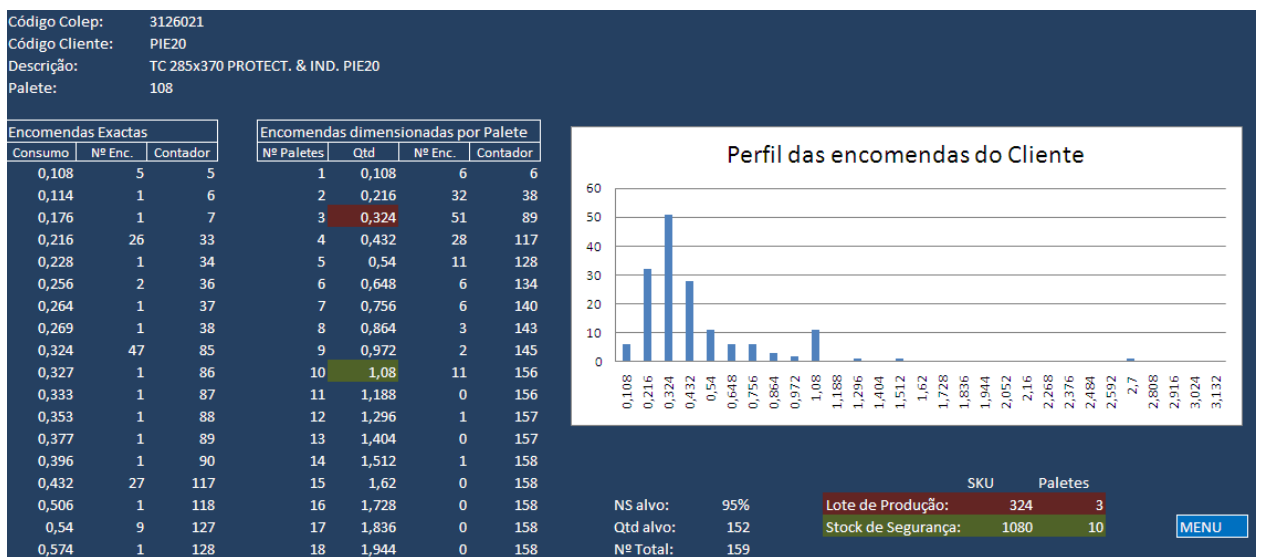 Código Colep: 3126021
Código Cliente: PIE20
Descrição: TC 285x370 PROTECT. & IND. PIE20
Palete: 108
Encomendas Exactas
Consumo Nº Enc. Contador
0,108 5 5
0,114 1 6
0,176 1 7
0,216 26 33
0,228 1 34
0,256 2 36
0,264 1 37
0,269 1 38
0,324 47 85
0,327 1 86
0,333 1 87
0,353 1 88
0,377 1 89
0,396 1 90
0,432 27 117
0,506 1 118
0,54 9 127
0,574 1 128
Encomendas dimensionadas por Palete
Nº Paletes Qtd Nº Enc. Contador
1 0,108 6 6
2 0,216 32 38
3 0,324 51 89
4 0,432 28 117
5 0,54 11 128
6 0,648 6 134
7 0,756 6 140
8 0,864 3 143
9 0,972 2 145
10 1,08 11 156
11 1,188 0 156
12 1,296 1 157
13 1,404 0 157
14 1,512 1 158
15 1,62 0 158
16 1,728 0 158
17 1,836 0 158
18 1,944 0 158
Perfil das encomendas do Cliente
60
50
40
30
20
10
0
0,108 0,216 0,324 0,432 0,54 0,648 0,756 0,864 0,972 1,08 1,188 1,296 1,404 1,512 1,62 1,728 1,836 1,944 2,052 2,16 2,268 2,376 2,484 2,592 2,7 2,808 2,916 3,024 3,132
SKU Paletes
NS alvo: 95% Lote de Produção: 324 3
Qtd alvo: 152 Stock de Segurança: 1080 10 MENU
Nº Total: 159